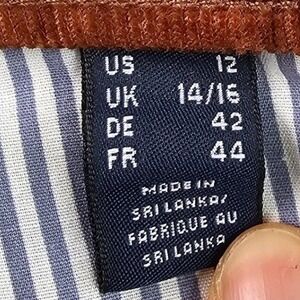 US 12
UK 14/16
DE 42
FR 44
MADE IN
SRI LANKA/
FABRIQUE AU
SRI LANKA